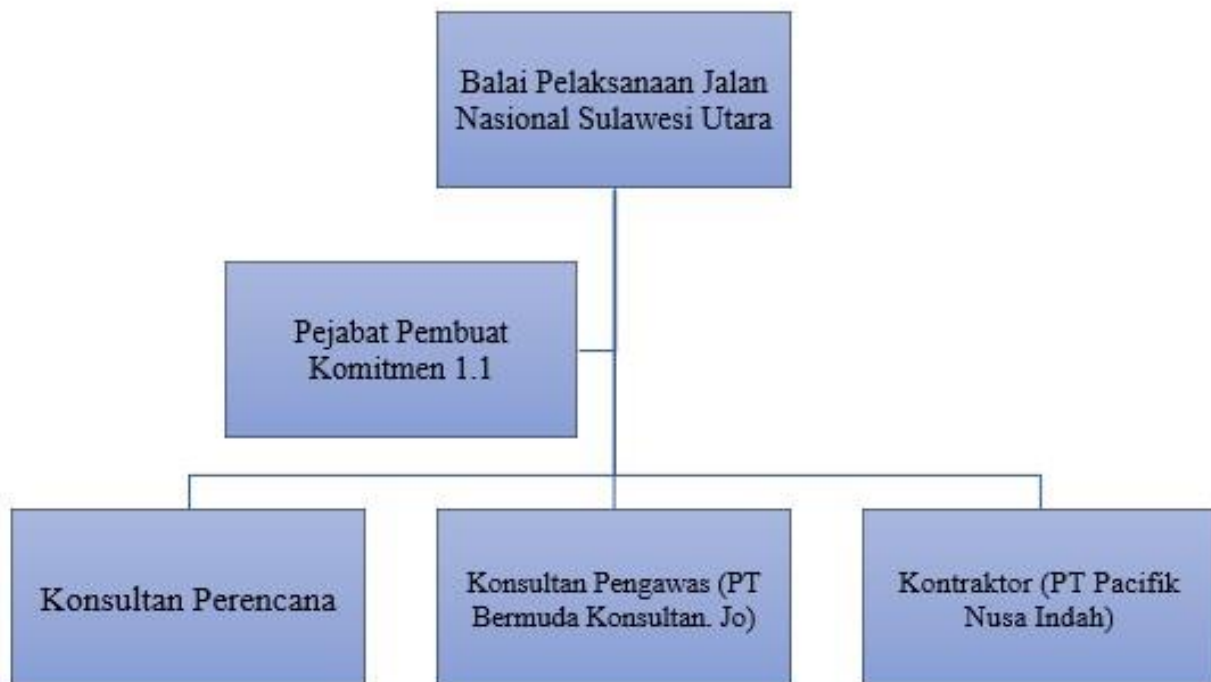 Balai Pelaksanaan Jalan
Nasional Sulawesi Utara
Pejabat Pembuat
Komitmen 1.1
Konsultan Perencana
Konsultan Pengawas (PT
Bermuda Konsultan. Jo)
Kontraktor (PT Pacifik
Nusa Indah)